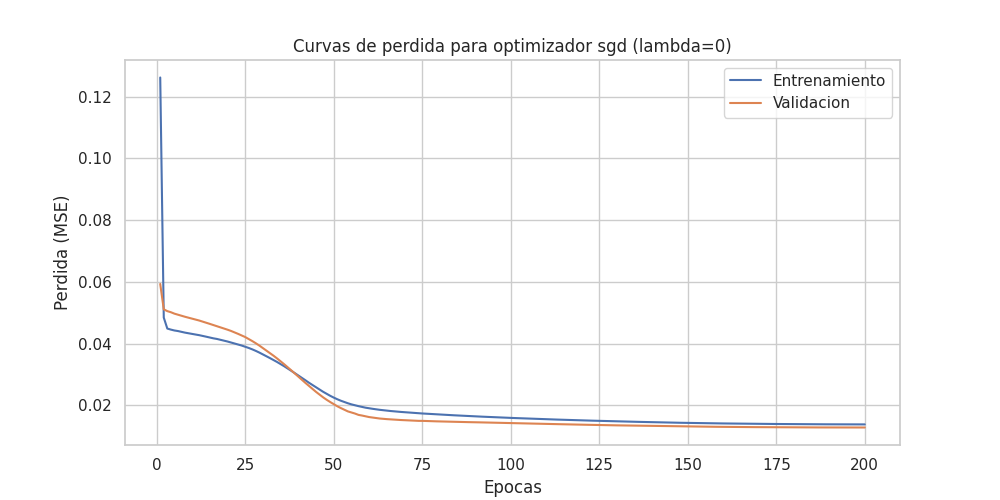 Curvas de perdida para optimizador sgd (lambda=0)
Entrenamiento
Validacion
Perdida (MSE)
0.12
0.10
0.08
0.06
0.04
0.02
0 25 50 75 100 125 150 175 200
Epocas